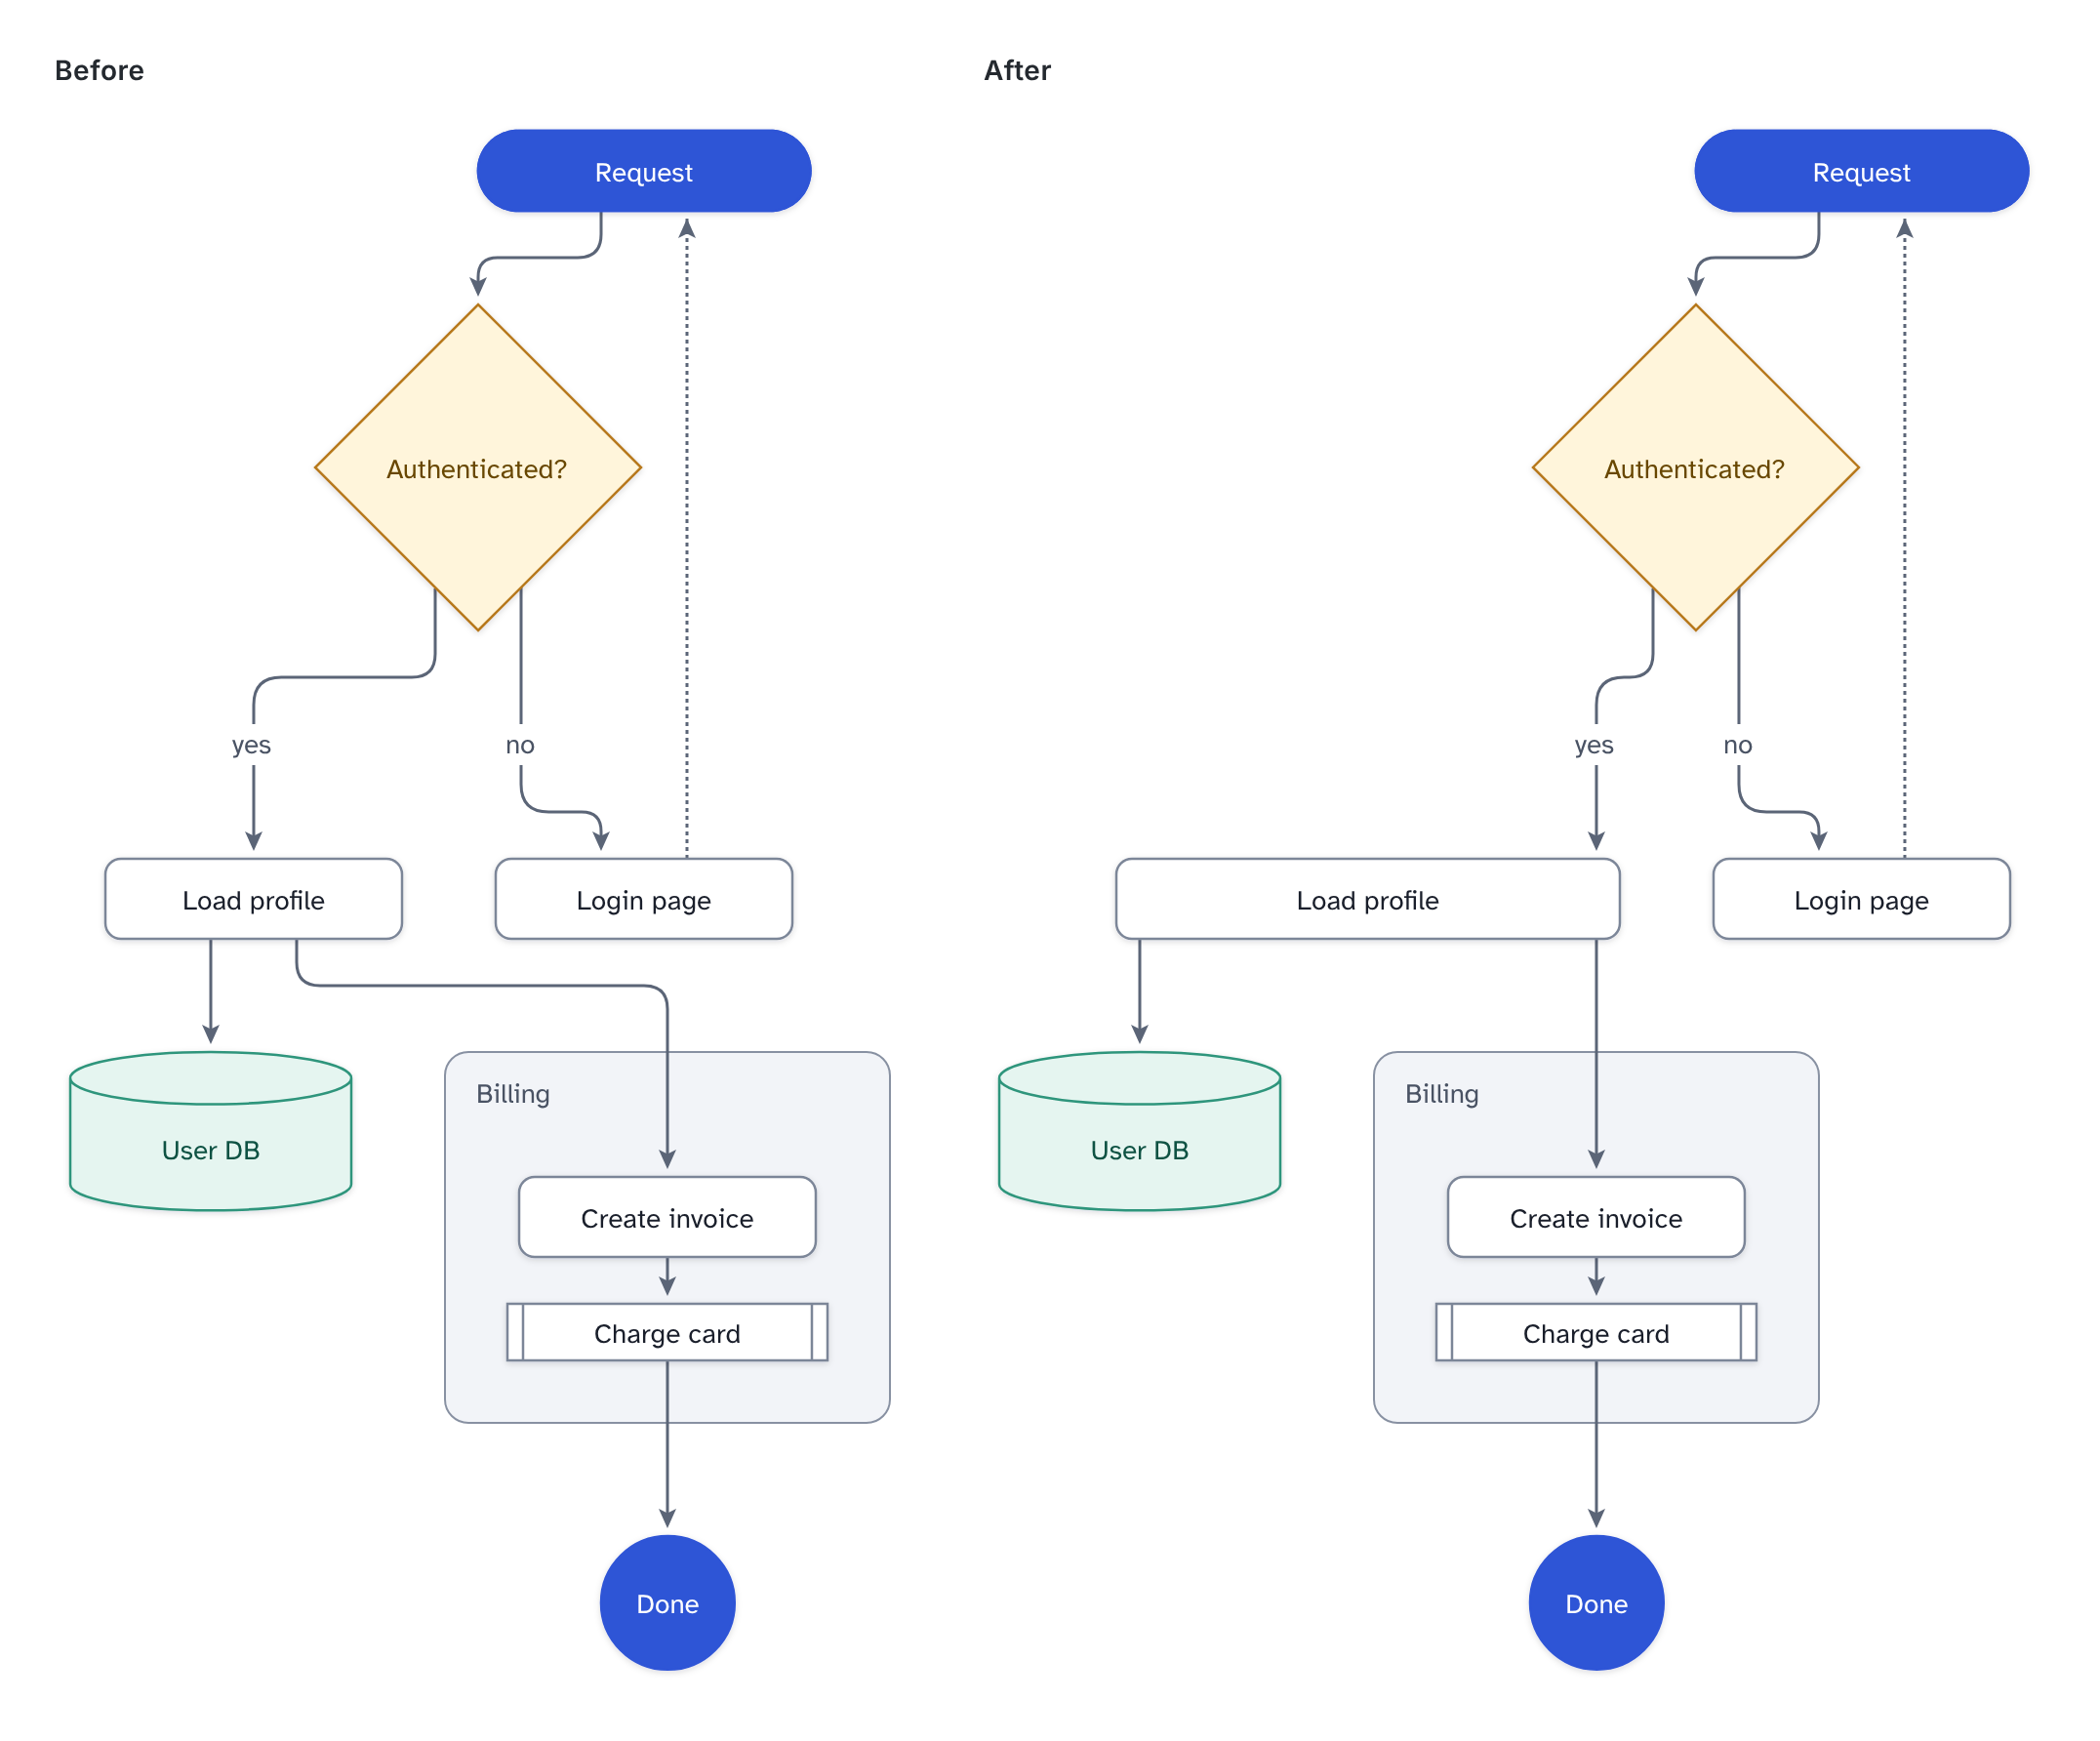 Before
Request
Authenticated?
yes
no
Load profile
Login page
User DB
Billing
Create invoice
Charge card
Done
After
Request
Authenticated?
yes
no
Load profile
Login page
User DB
Billing
Create invoice
Charge card
Done